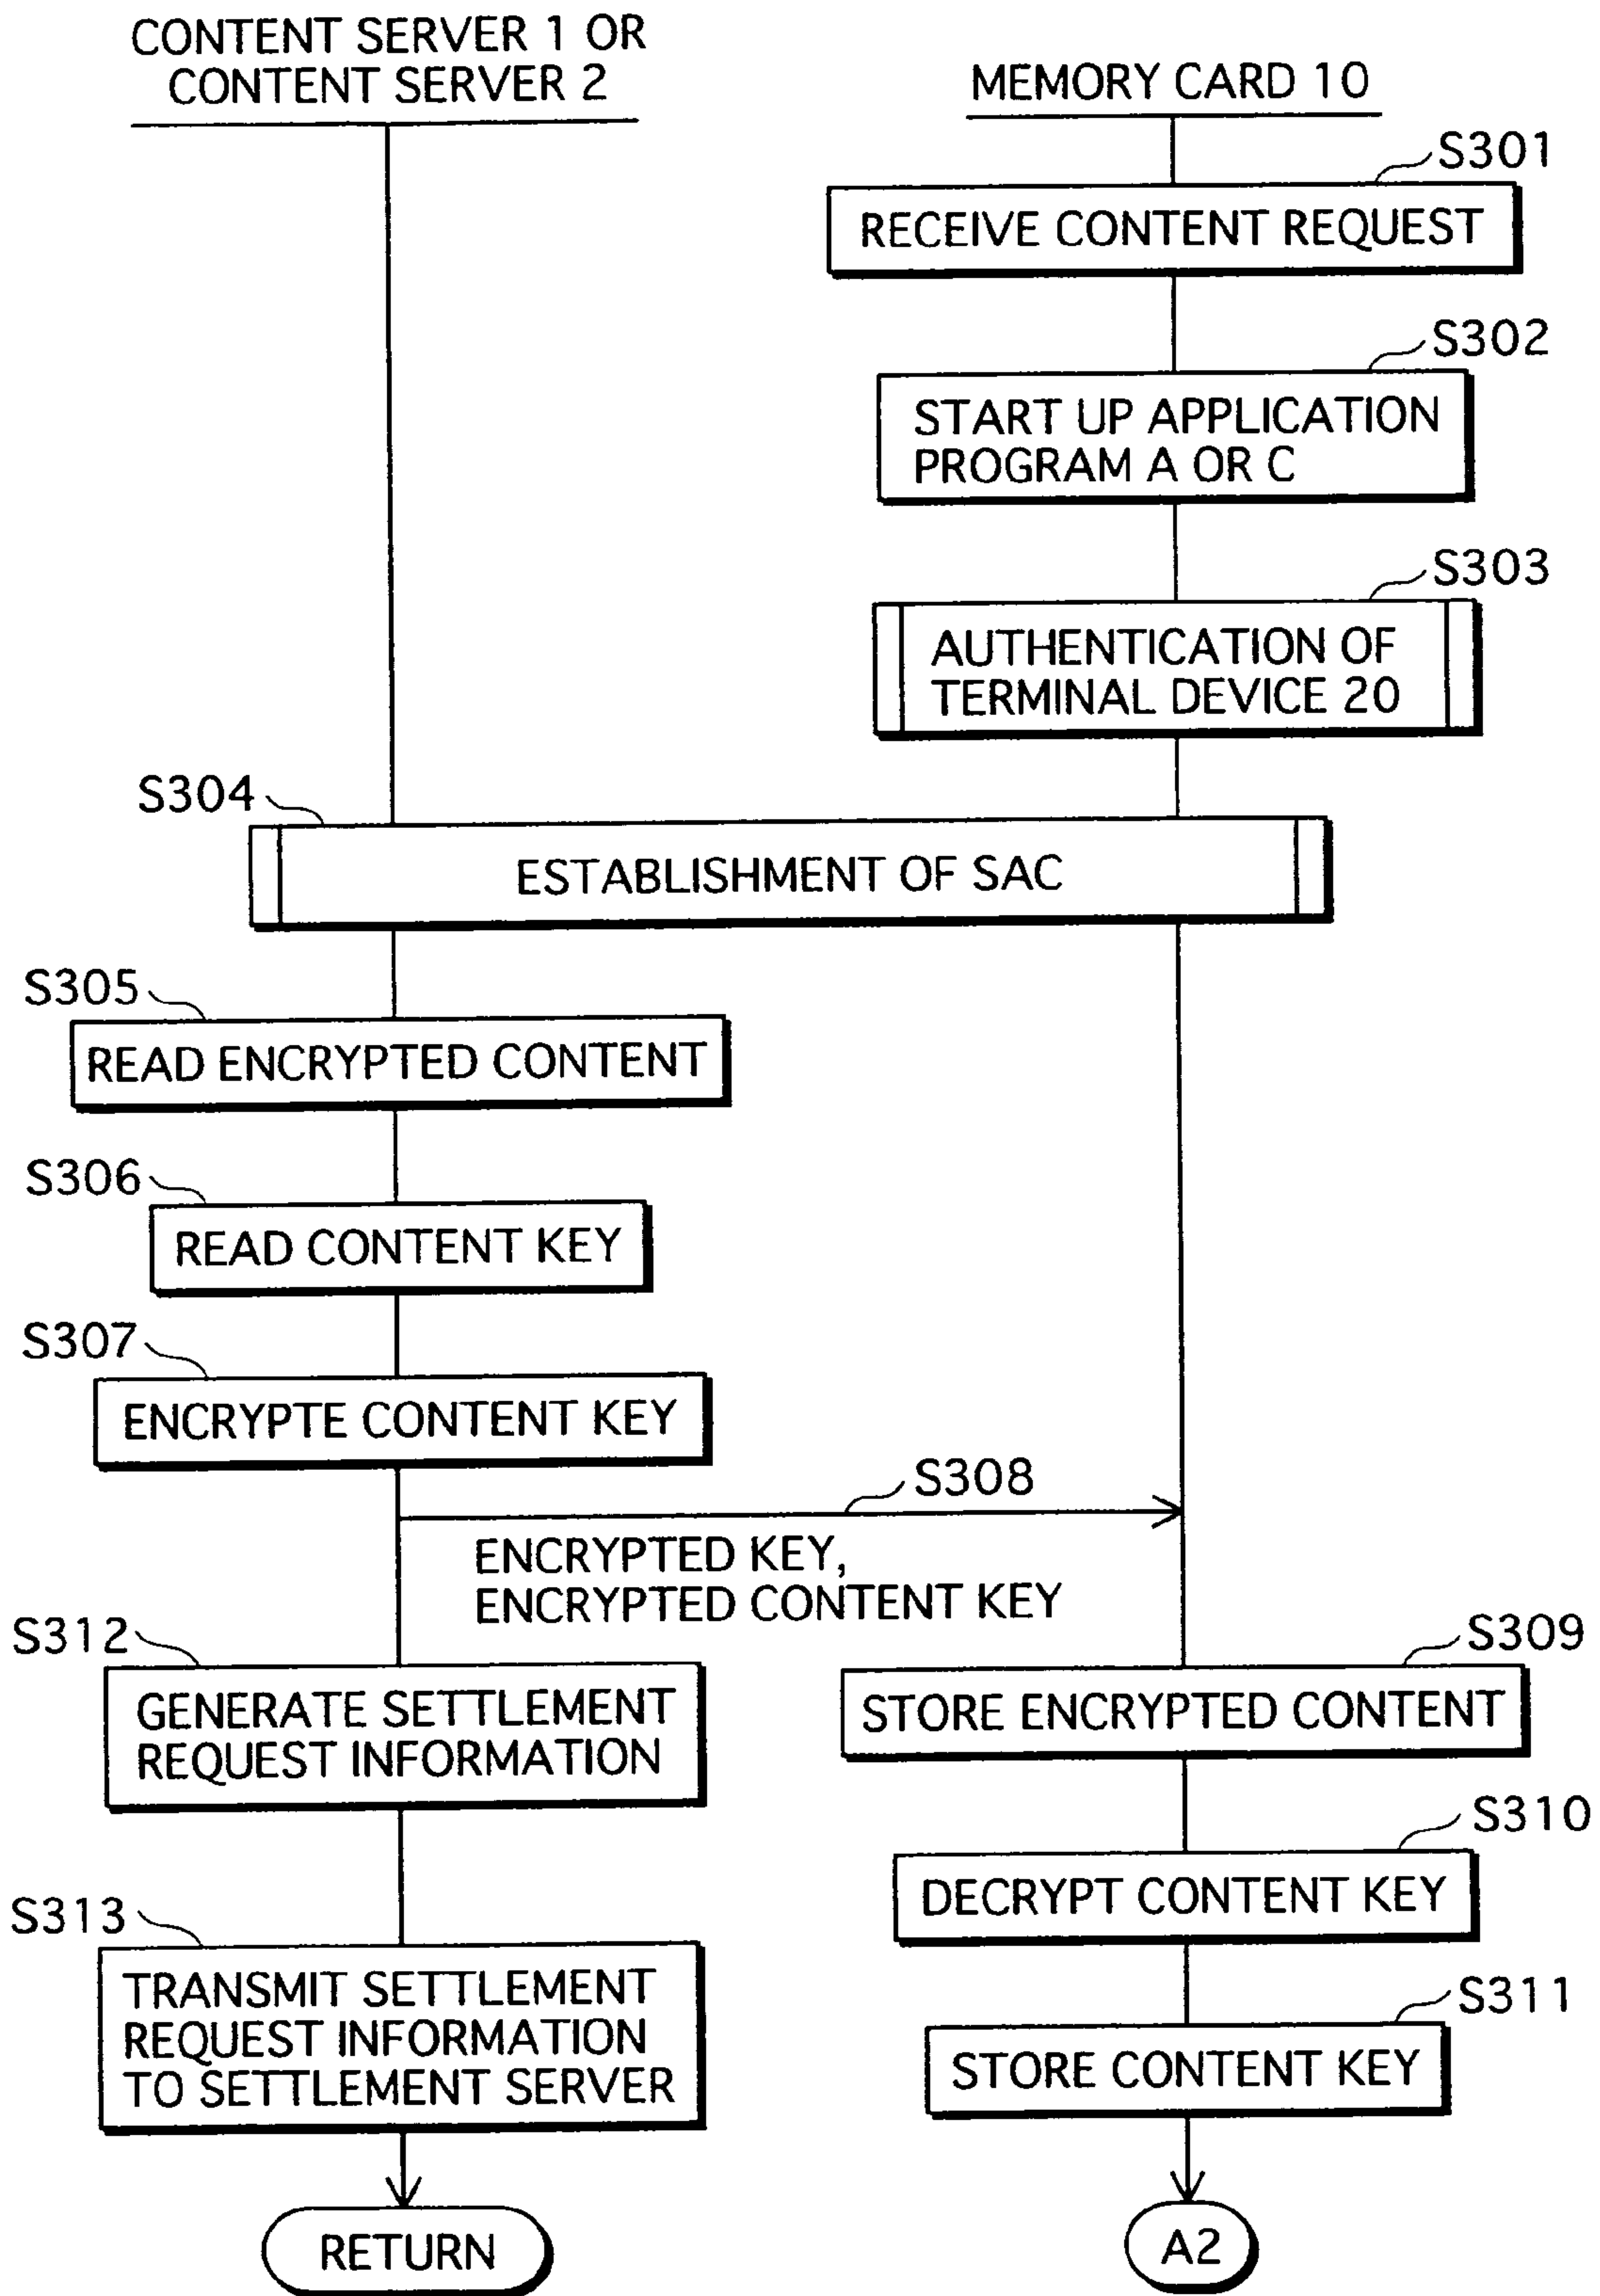 CONTENT SERVER 1 OR
CONTENT SERVER 2
MEMORY CARD 10
S301
RECEIVE CONTENT REQUEST
S302
START UP APPLICATION
PROGRAM A OR C
S303
AUTHENTICATION OF
TERMINAL DEVICE 20
S304
ESTABLISHMENT OF SAC
S305
READ ENCRYPTED CONTENT
S306
READ CONTENT KEY
S307
ENCRYPTE CONTENT KEY
S308
ENCRYPTED KEY,
ENCRYPTED CONTENT KEY
S312
GENERATE SETTLEMENT
REQUEST INFORMATION
S309
STORE ENCRYPTED CONTENT
S310
DECRYPT CONTENT KEY
S313
TRANSMIT SETTLEMENT
REQUEST INFORMATION
TO SETTLEMENT SERVER
S311
STORE CONTENT KEY
RETURN
A2